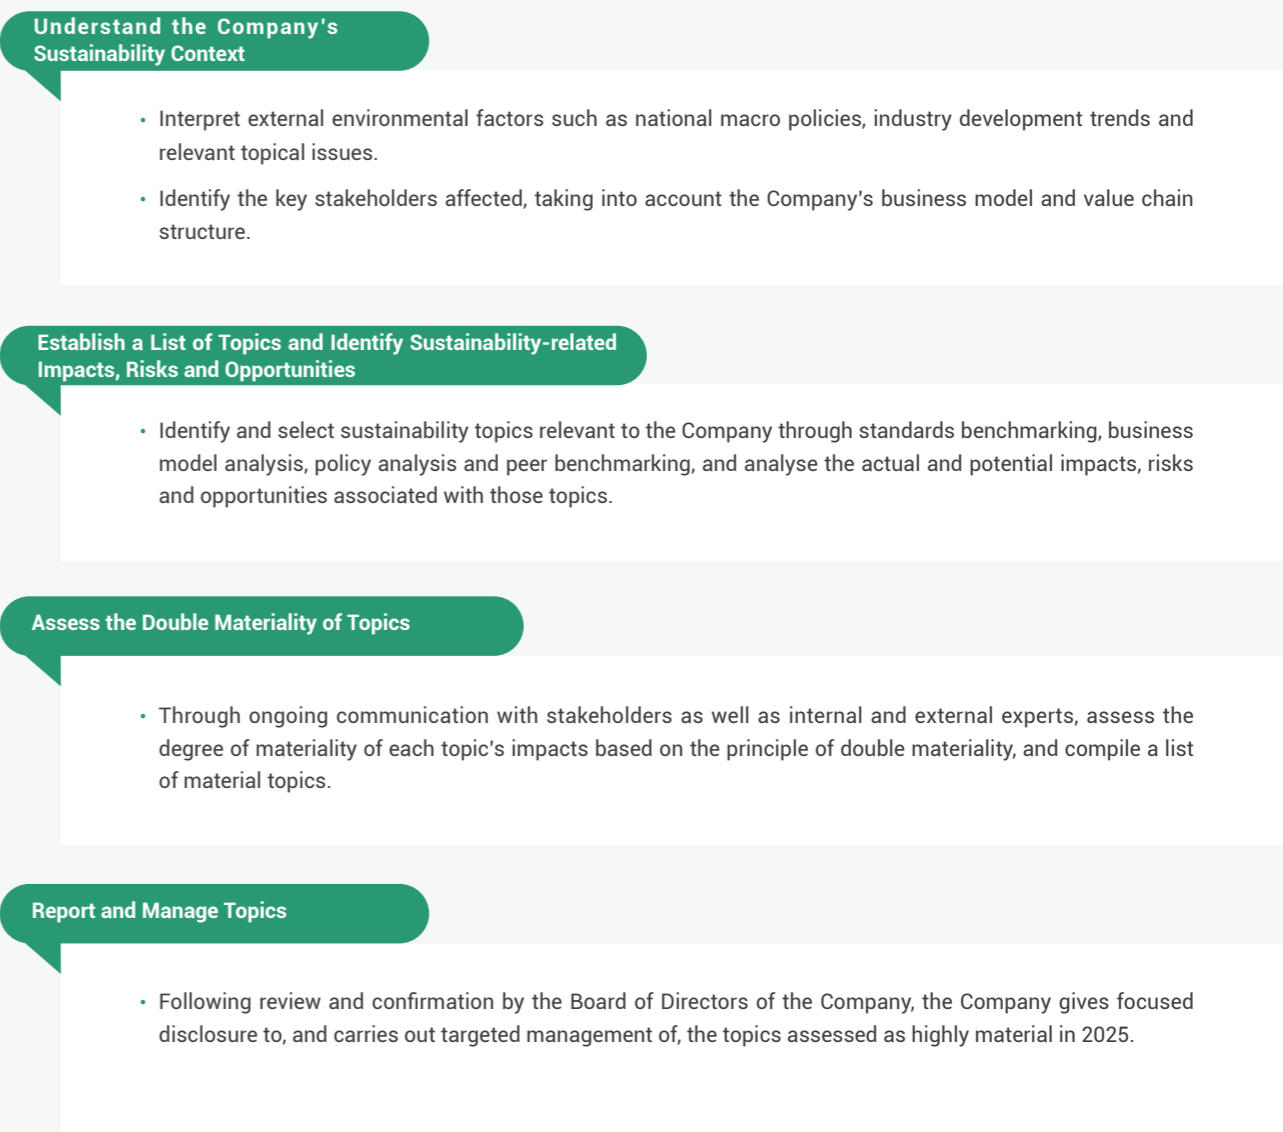 Understand the Company's
Sustainability Context
• Interpret external environmental factors such as national macro policies, industry development trends and
relevant topical issues.
• Identify the key stakeholders affected, taking into account the Company's business model and value chain
structure.
Establish a List of Topics and Identify Sustainability-related
Impacts, Risks and Opportunities
• Identify and select sustainability topics relevant to the Company through standards benchmarking, business
model analysis, policy analysis and peer benchmarking, and analyse the actual and potential impacts, risks
and opportunities associated with those topics.
Assess the Double Materiality of Topics
• Through ongoing communication with stakeholders as well as internal and external experts, assess the
degree of materiality of each topic's impacts based on the principle of double materiality, and compile a list
of material topics.
Report and Manage Topics
• Following review and confirmation by the Board of Directors of the Company, the Company gives focused
disclosure to, and carries out targeted management of, the topics assessed as highly material in 2025.